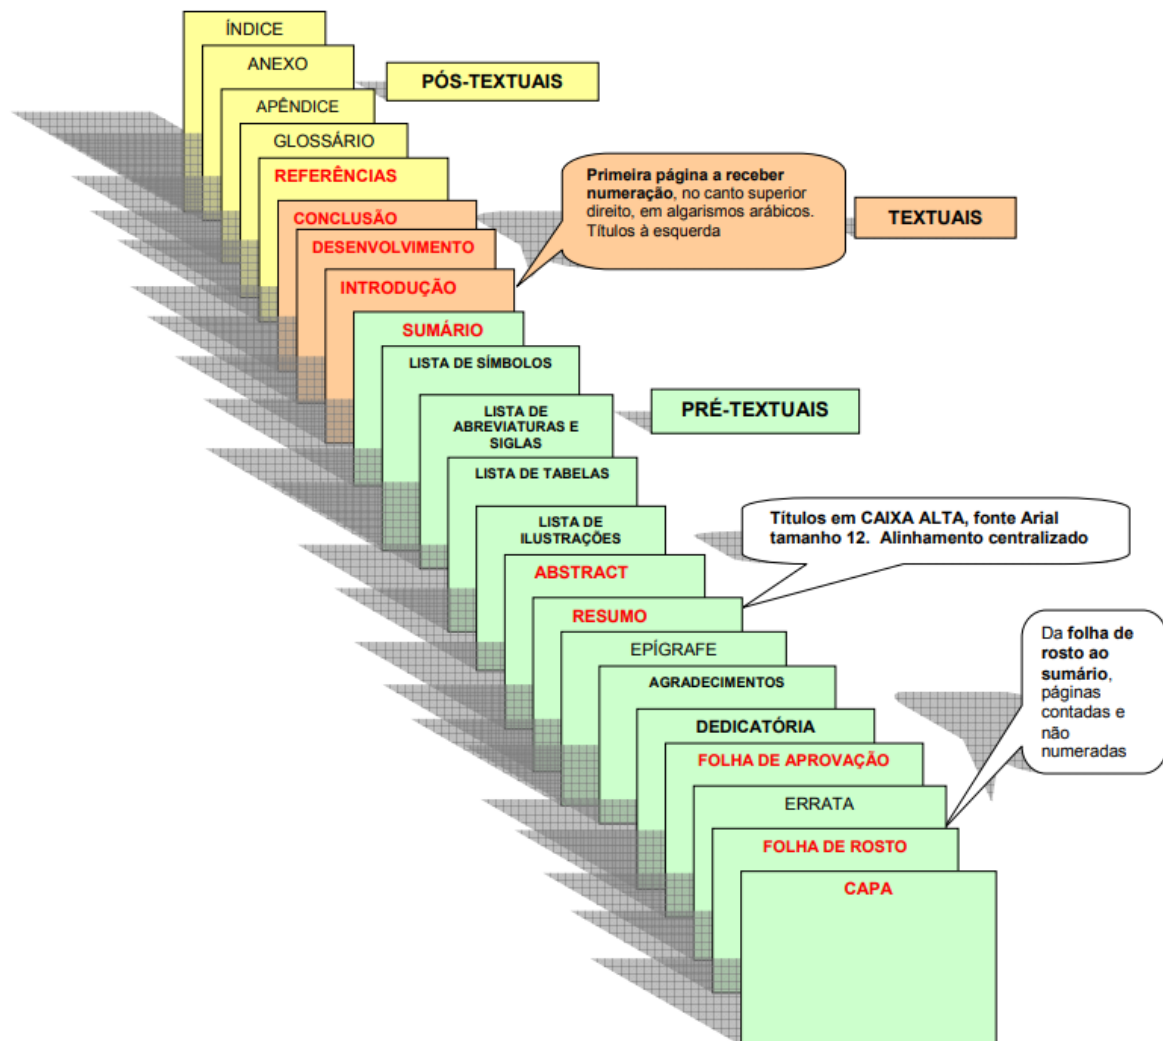 ÍNDICE
ANEXO
PÓS-TEXTUAIS
APÊNDICE
GLOSSÁRIO
REFERÊNCIAS
Primeira página a receber
numeração, no canto superior
direito, em algarismos arábicos.
Títulos à esquerda
TEXTUAIS
CONCLUSÃO
DESENVOLVIMENTO
INTRODUÇÃO
SUMÁRIO
LISTA DE SÍMBOLOS
PRÉ-TEXTUAIS
LISTA DE
ABREVIATURAS E
SIGLAS
LISTA DE TABELAS
LISTA DE
ILUSTRAÇÕES
Títulos em CAIXA ALTA, fonte Arial
tamanho 12. Alinhamento centralizado
ABSTRACT
RESUMO
EPÍGRAFE
AGRADECIMENTOS
Da folha de
rosto ao
sumário,
páginas
contadas e
não
numeradas
DEDICATÓRIA
FOLHA DE APROVAÇÃO
ERRATA
FOLHA DE ROSTO
CAPA